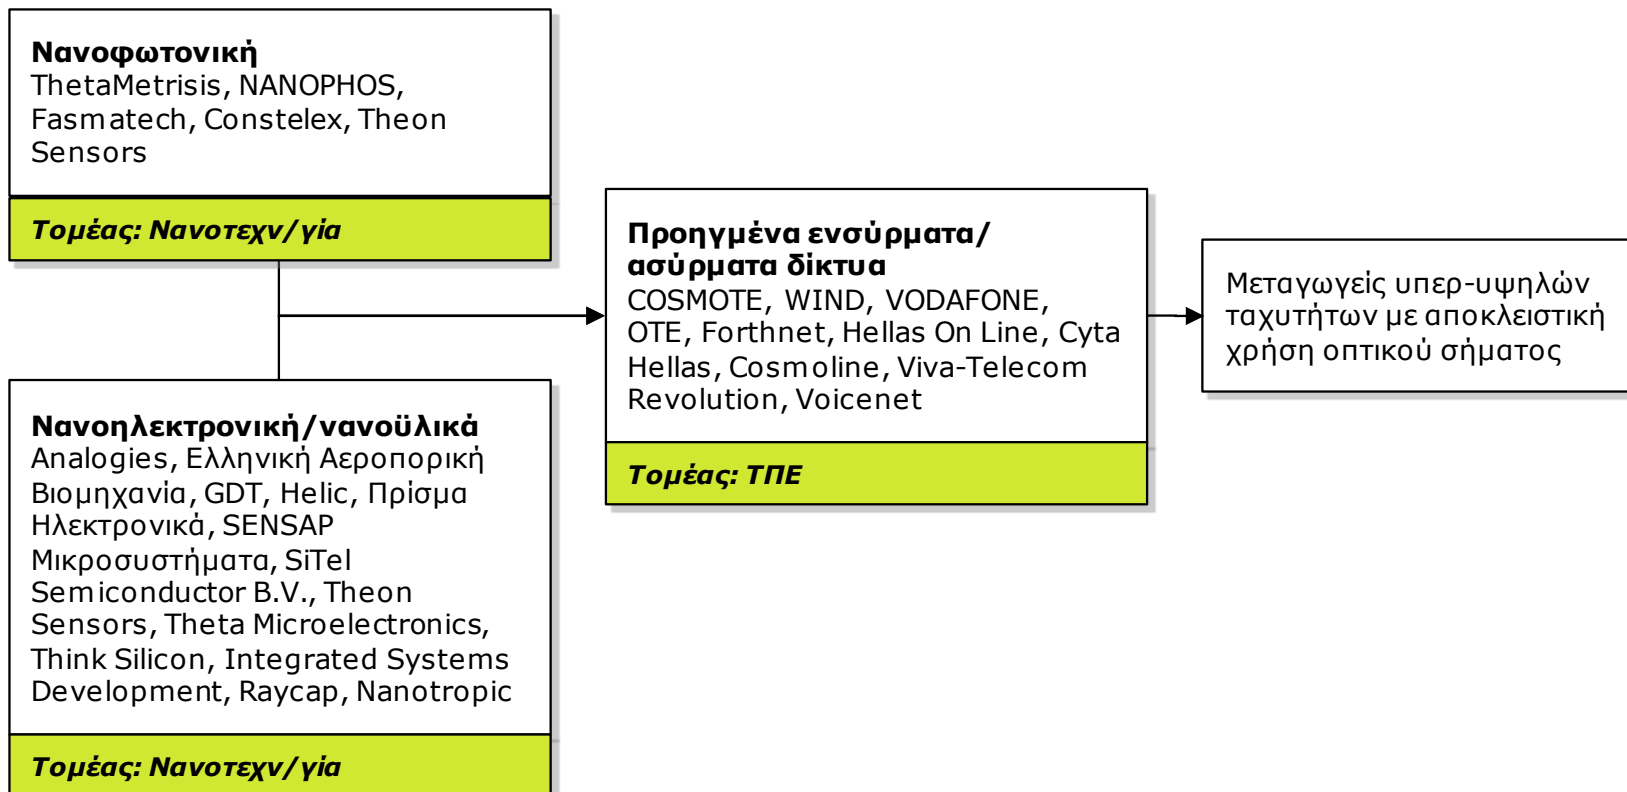 Νανοφωτονική
ThetaMetrisis, NANOPHOS,
Fasmatech, Constelex, Theon
Sensors
Τομέας: Νανοτεχν/γία
Νανοηλεκτρονική/νανοϋλικά
Analogies, Ελληνική Αεροπορική
Βιομηχανία, GDT, Helic, Πρίσμα
Ηλεκτρονικά, SENSAP
Μικροσυστήματα, SiTel
Semiconductor B.V., Theon
Sensors, Theta Microelectronics,
Think Silicon, Integrated Systems
Development, Raycap, Nanotropic
Τομέας: Νανοτεχν/γία
Προηγμένα ενσύρματα/
ασύρματα δίκτυα
COSMOTE, WIND, VODAFONE,
OTE, Forthnet, Hellas On Line, Cyta
Hellas, Cosmoline, Viva-Telecom
Revolution, Voicenet
Τομέας: ΤΠΕ
Μεταγωγείς υπερ-υψηλών
ταχυτήτων με αποκλειστική
χρήση οπτικού σήματος